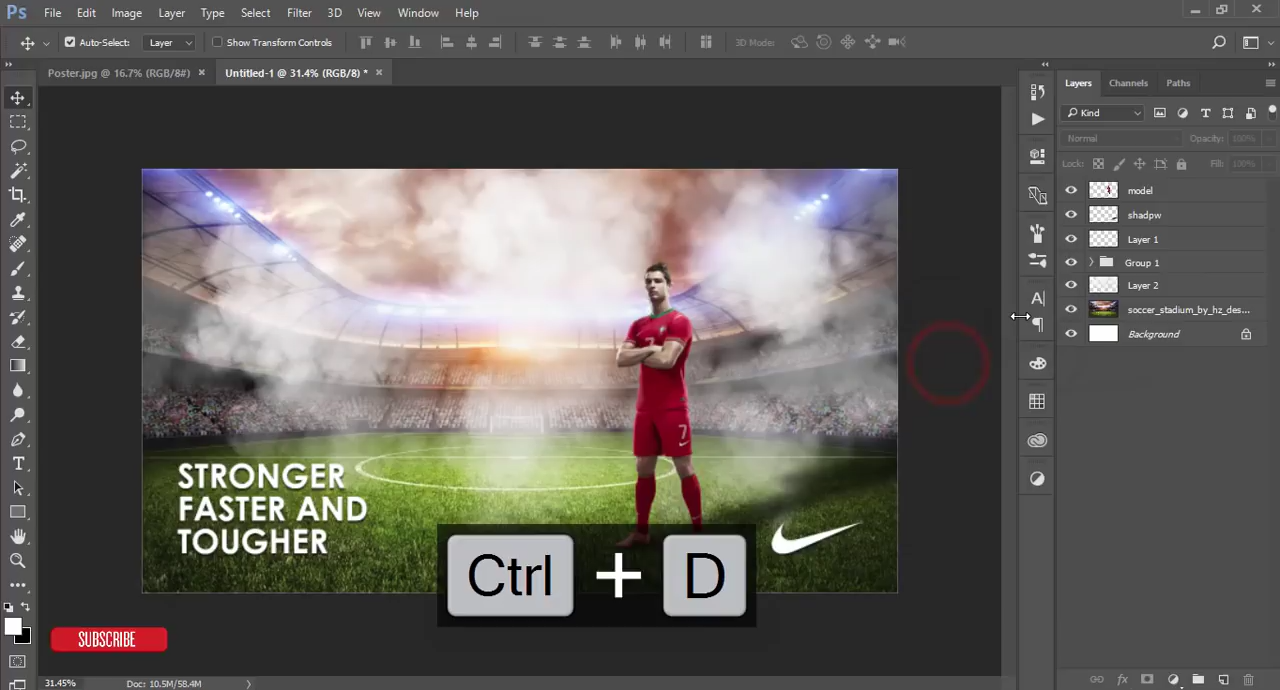 Ps File Edit Image Layer Type Select Filter 3D View Window Help
Auto-Select: Layer Show Transform Controls 3D Mode:
Poster.jpg @ 16.7% (RGB/8#) × Untitled-1 @ 31.4% (RGB/8) * ×
Layers Channels Paths
Kind
Normal Opacity: 100%
Lock: Fill: 100%
model
shadpw
Layer 1
Group 1
Layer 2
soccer_stadium_by_hz_des...
Background
7
7
STRONGER
FASTER AND
TOUGHER
Ctrl + D
SUBSCRIBE
31.45% Doc: 10.5M/58.4M